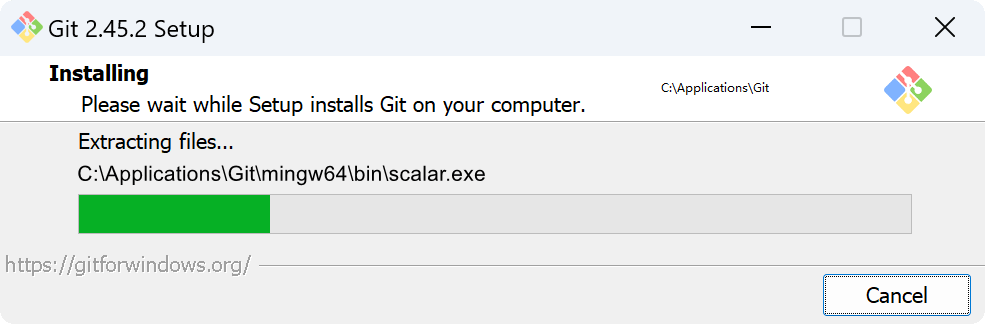 Git 2.45.2 Setup
Installing
Please wait while Setup installs Git on your computer.
C:\Applications\Git
Extracting files...
C:\Applications\Git\mingw64\bin\scalar.exe
https://gitforwindows.org/
Cancel